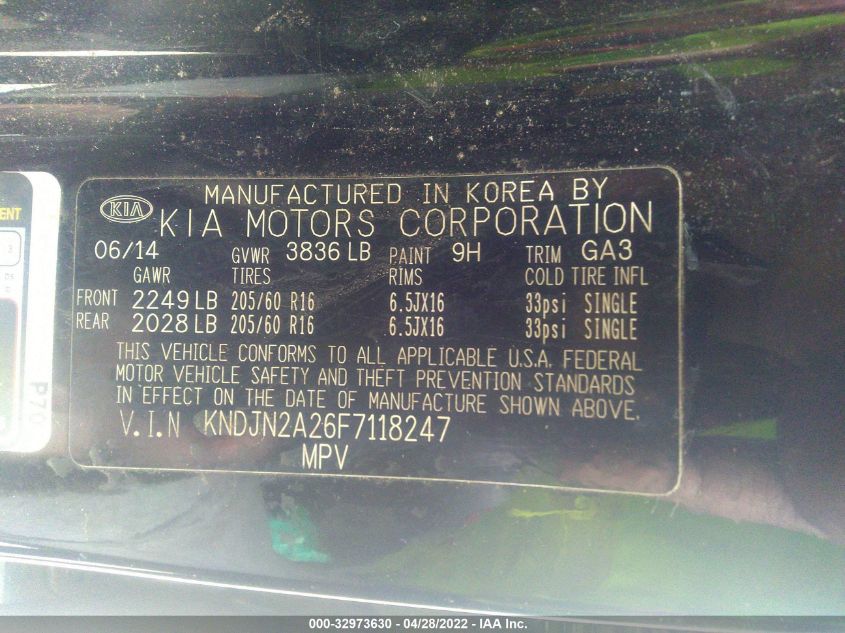 MANUFACTURED IN KOREA BY
KIA
KIA MOTORS CORPORATION
06/14 GVWR 3836 LB PAINT 9H TRIM GA3
GAWR TIRES RIMS COLD TIRE INFL
FRONT 2249 LB 205/60 R16 6.5JX16 33psi SINGLE
REAR 2028 LB 205/60 R16 6.5JX16 33psi SINGLE
THIS VEHICLE CONFORMS TO ALL APPLICABLE U.S.A. FEDERAL
MOTOR VEHICLE SAFETY AND THEFT PREVENTION STANDARDS
IN EFFECT ON THE DATE OF MANUFACTURE SHOWN ABOVE.
V.I.N KNDJN2A26F7118247
MPV
P70
000-32973630 - 04/28/2022 - IAA Inc.